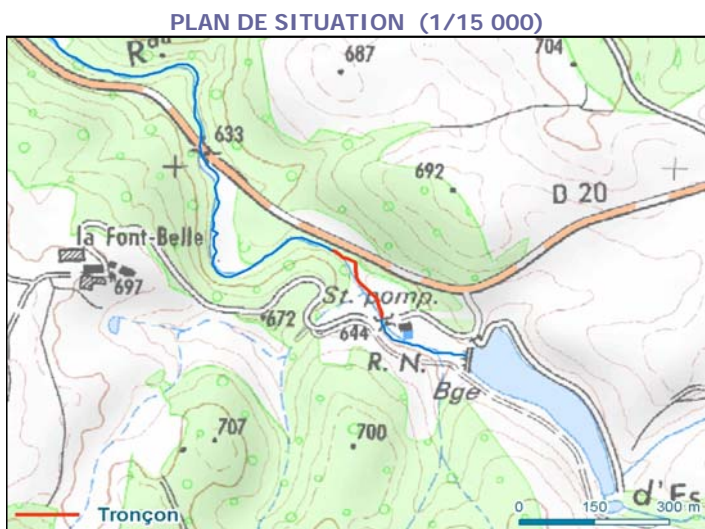 PLAN DE SITUATION (1/15 000)
R^au
687
704
633
692
D 20
la Font-Belle
697
St. pomp.
672
644
R. N.
Bge
707
700
d'Es
Tronçon
0 150 300 m